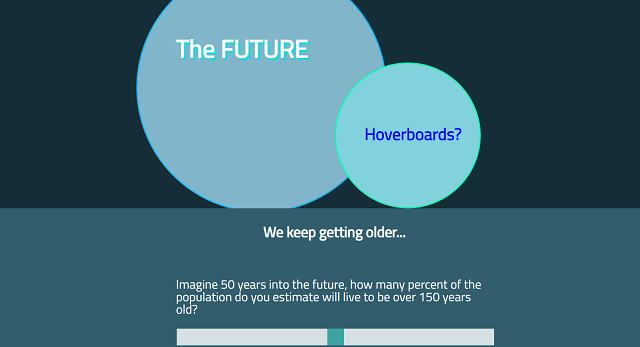 The FUTURE
Hoverboards?
We keep getting older...
Imagine 50 years into the future, how many percent of the
population do you estimate will live to be over 150 years
old?